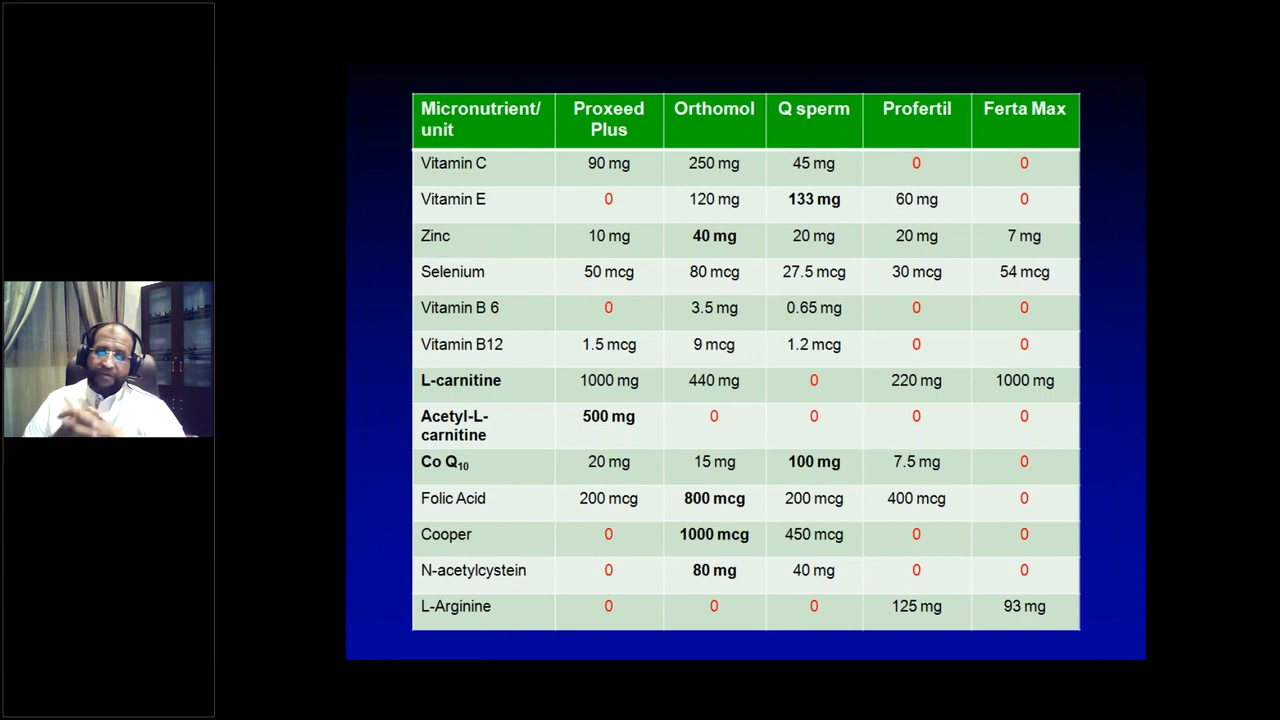 Micronutrient/ unit Proxeed Plus Orthomol Q sperm Profertil Ferta Max
Vitamin C 90 mg 250 mg 45 mg 0 0
Vitamin E 0 120 mg 133 mg 60 mg 0
Zinc 10 mg 40 mg 20 mg 20 mg 7 mg
Selenium 50 mcg 80 mcg 27.5 mcg 30 mcg 54 mcg
Vitamin B 6 0 3.5 mg 0.65 mg 0 0
Vitamin B12 1.5 mcg 9 mcg 1.2 mcg 0 0
L-carnitine 1000 mg 440 mg 0 220 mg 1000 mg
Acetyl-L-carnitine 500 mg 0 0 0 0
Co Q10 20 mg 15 mg 100 mg 7.5 mg 0
Folic Acid 200 mcg 800 mcg 200 mcg 400 mcg 0
Cooper 0 1000 mcg 450 mcg 0 0
N-acetylcystein 0 80 mg 40 mg 0 0
L-Arginine 0 0 0 125 mg 93 mg